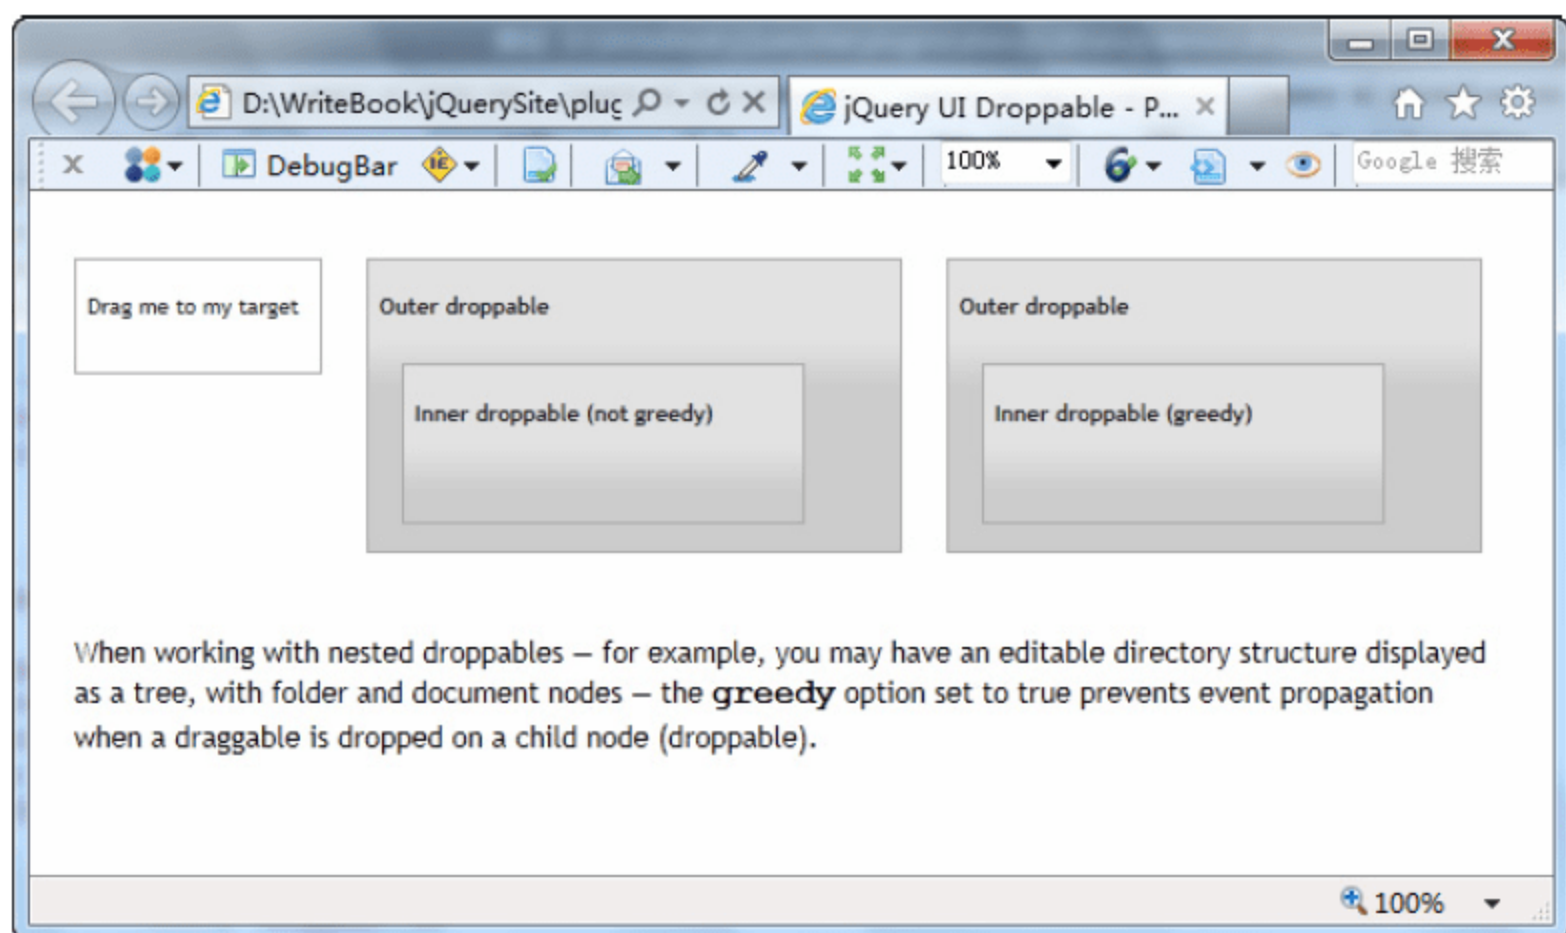 D:\WriteBook\jQuerySite\plug
jQuery UI Droppable - P...
DebugBar
IE
100%
Google 搜索
Drag me to my target
Outer droppable
Outer droppable
Inner droppable (not greedy)
Inner droppable (greedy)
When working with nested droppables — for example, you may have an editable directory structure displayed
as a tree, with folder and document nodes — the greedy option set to true prevents event propagation
when a draggable is dropped on a child node (droppable).
100%